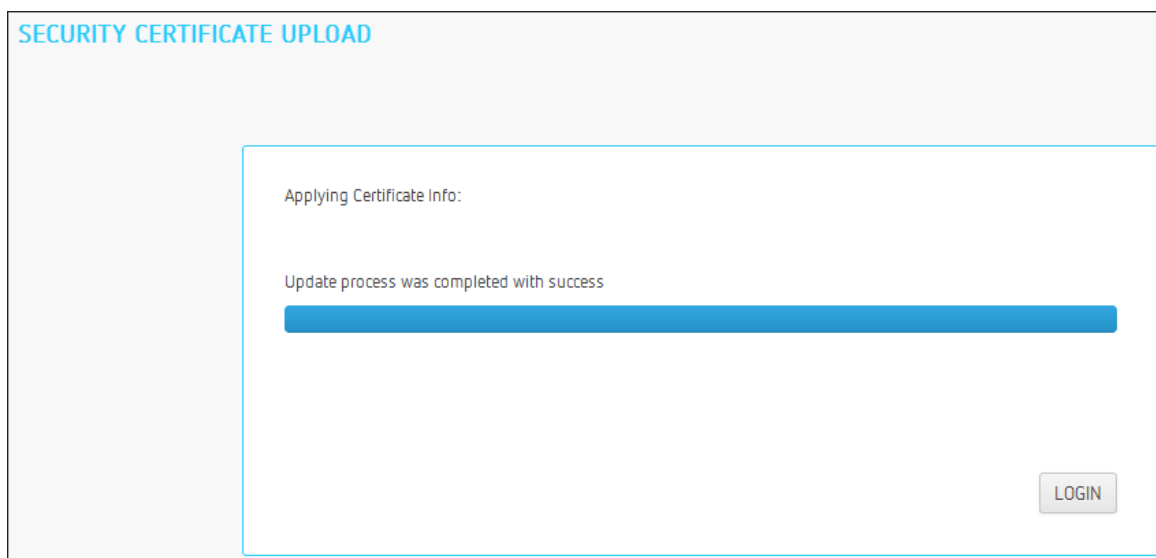 SECURITY CERTIFICATE UPLOAD
Applying Certificate Info:
Update process was completed with success
LOGIN